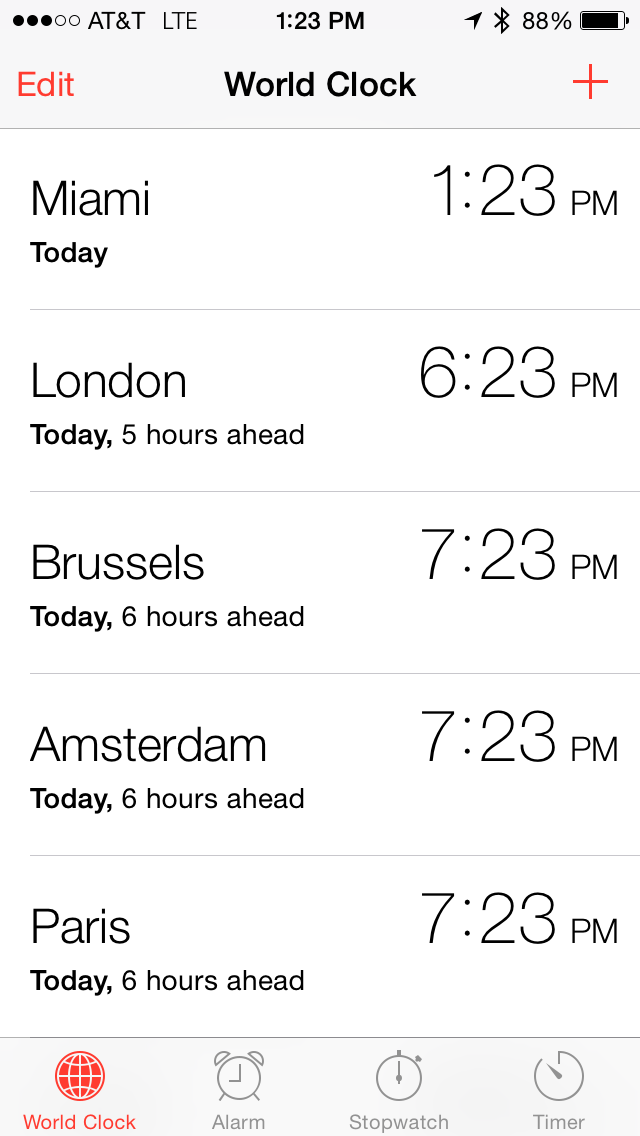 AT&T LTE 1:23 PM 88%
Edit World Clock
Miami 1:23 PM
Today
London 6:23 PM
Today, 5 hours ahead
Brussels 7:23 PM
Today, 6 hours ahead
Amsterdam 7:23 PM
Today, 6 hours ahead
Paris 7:23 PM
Today, 6 hours ahead
World Clock Alarm Stopwatch Timer